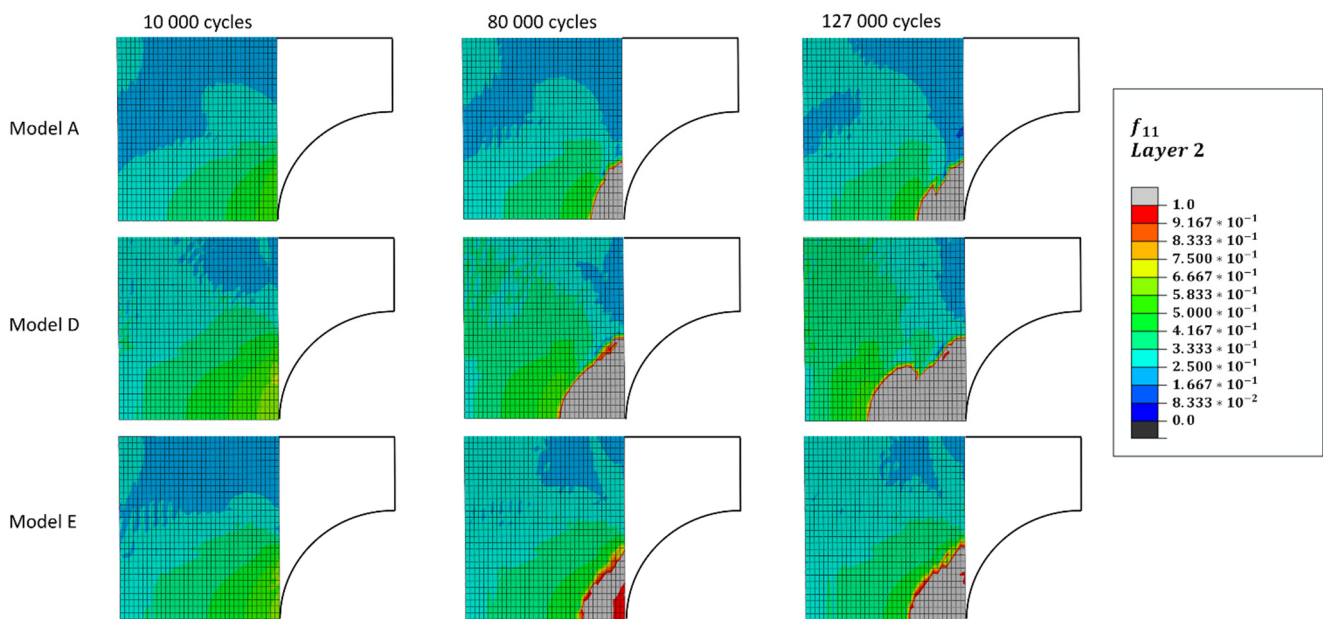 10 000 cycles
80 000 cycles
127 000 cycles
Model A
Model D
Model E
f₁₁
Layer 2
1.0
9.167 * 10⁻¹
8.333 * 10⁻¹
7.500 * 10⁻¹
6.667 * 10⁻¹
5.833 * 10⁻¹
5.000 * 10⁻¹
4.167 * 10⁻¹
3.333 * 10⁻¹
2.500 * 10⁻¹
1.667 * 10⁻¹
8.333 * 10⁻²
0.0